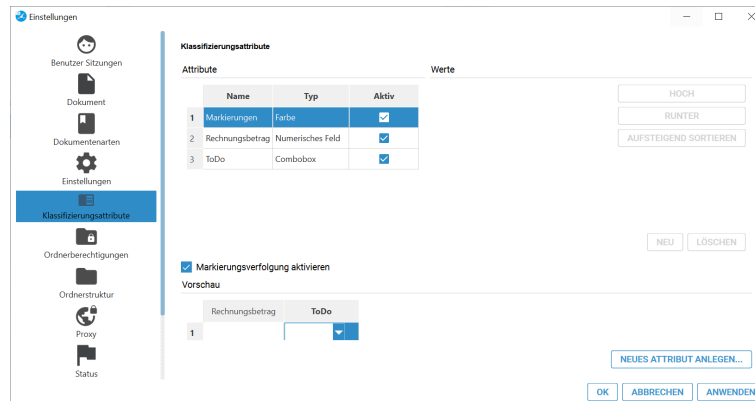 Einstellungen
Benutzer Sitzungen
Dokument
Dokumentenarten
Einstellungen
Klassifizierungsattribute
Ordnerberechtigungen
Ordnerstruktur
Proxy
Status
Klassifizierungsattribute
Attribute
Werte
Name Typ Aktiv
1 Markierungen Farbe
2 Rechnungsbetrag Numerisches Feld
3 ToDo Combobox
HOCH
RUNTER
AUFSTEIGEND SORTIEREN
NEU LÖSCHEN
Markierungsverfolgung aktivieren
Vorschau
Rechnungsbetrag ToDo
1
NEUES ATTRIBUT ANLEGEN...
OK ABBRECHEN ANWENDEN